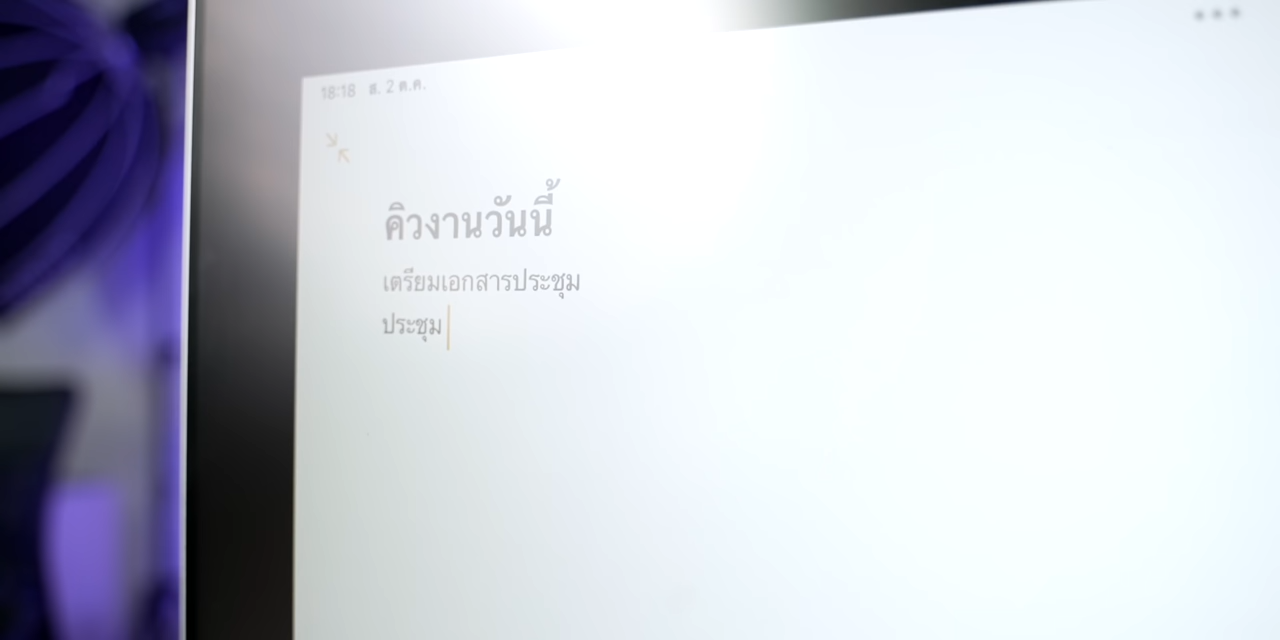 18:18 ส. 2 ต.ค.
คิวงานวันนี้
เตรียมเอกสารประชุม
ประชุม